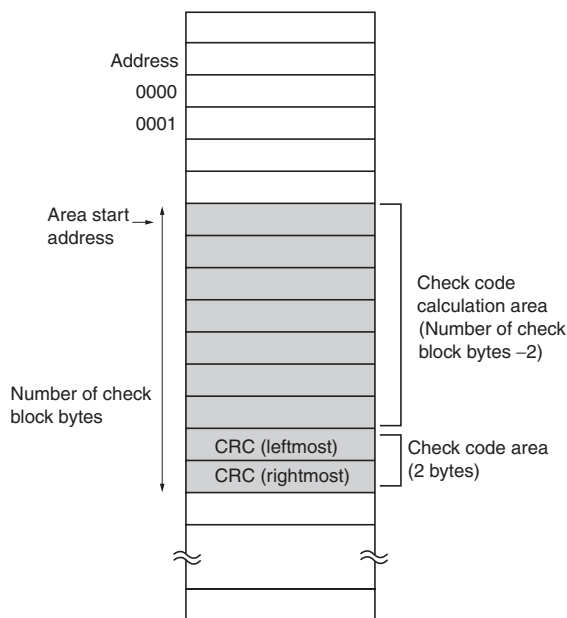 Address
0000
0001
Area start
address
Check code
calculation area
(Number of check
block bytes –2)
Number of check
block bytes
CRC (leftmost)
CRC (rightmost)
Check code area
(2 bytes)